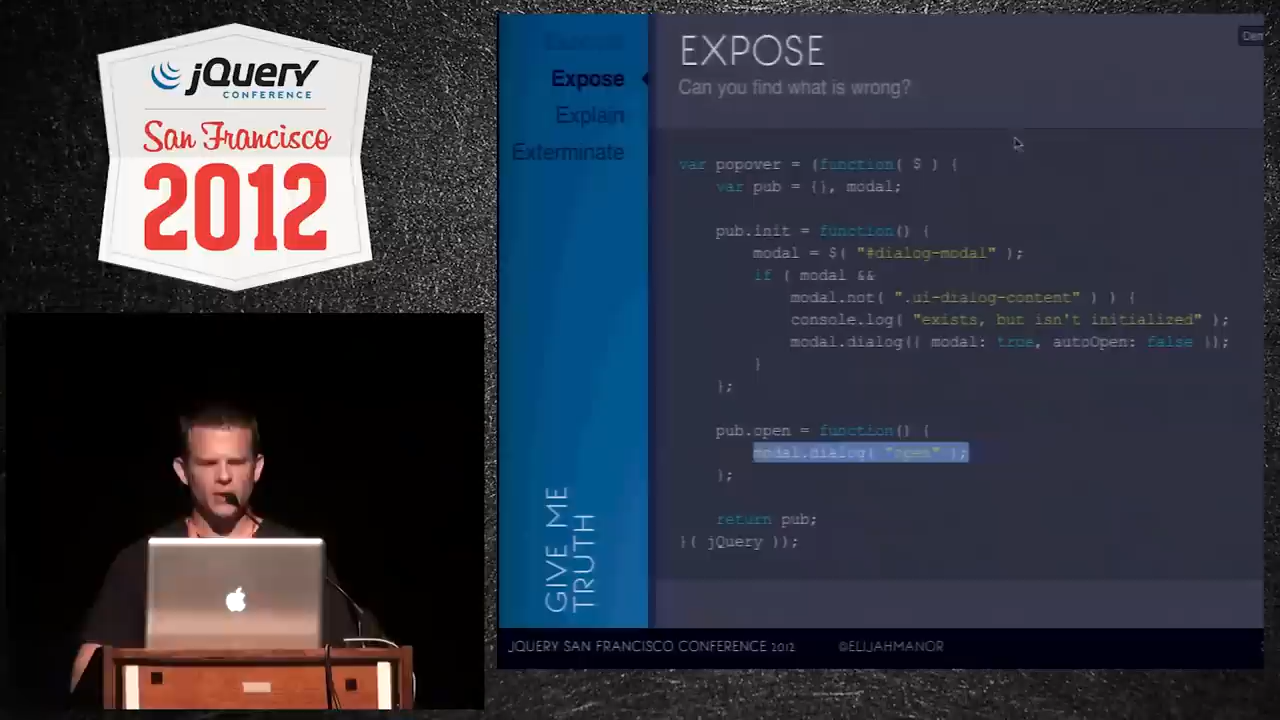 jQuery
CONFERENCE
San Francisco
2012
Expose
Explain
Exterminate
GIVE ME
TRUTH
EXPOSE
Can you find what is wrong?
var popover = (function( $ ) {
var pub = {}, modal;
pub.init = function() {
modal = $( "#dialog-modal" );
if ( modal &&
modal.not( ".ui-dialog-content" ) ) {
console.log( "exists, but isn't initialized" );
modal.dialog({ modal: true, autoOpen: false });
}
};
pub.open = function() {
modal.dialog( "open" );
};
return pub;
}( jQuery ));
JQUERY SAN FRANCISCO CONFERENCE 2012
@ELIJAHMANOR